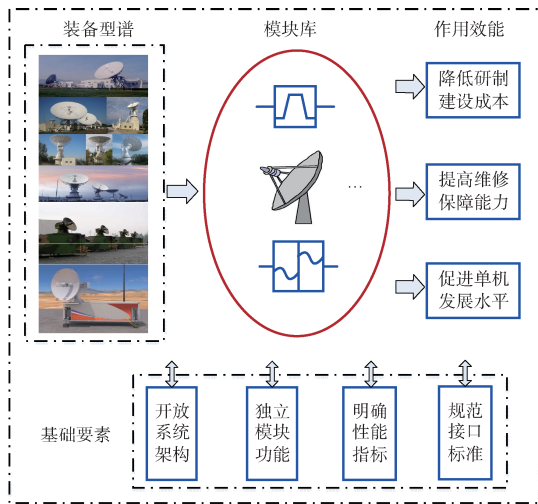 装备型谱
模块库
作用效能
降低研制
建设成本
提高维修
保障能力
…
促进单机
发展水平
基础要素
开放
系统
架构
独立
模块
功能
明确
性能
指标
规范
接口
标准